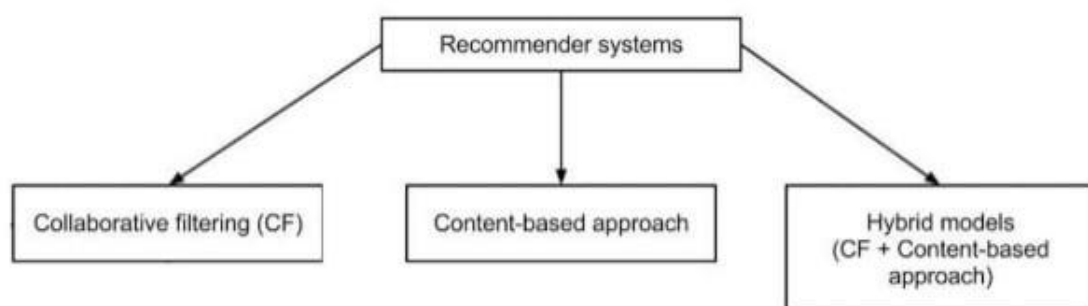 Recommender systems
Collaborative filtering (CF)
Content-based approach
Hybrid models
(CF + Content-based
approach)